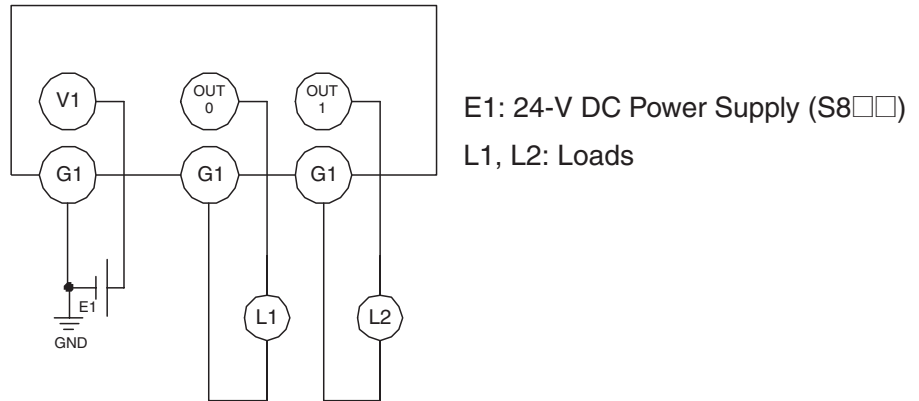 V1
OUT
0
OUT
1
G1
G1
G1
E1
GND
L1
L2
E1: 24-V DC Power Supply (S8□□)
L1, L2: Loads